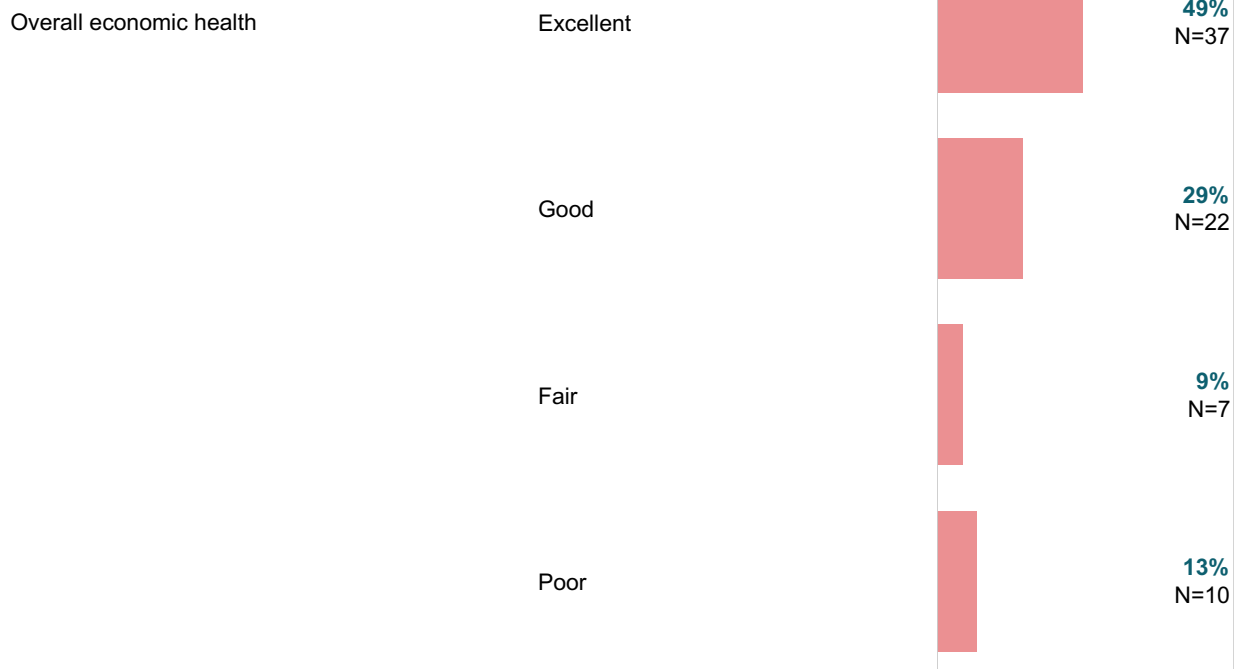 Overall economic health
Excellent
49%
N=37
Good
29%
N=22
Fair
9%
N=7
Poor
13%
N=10